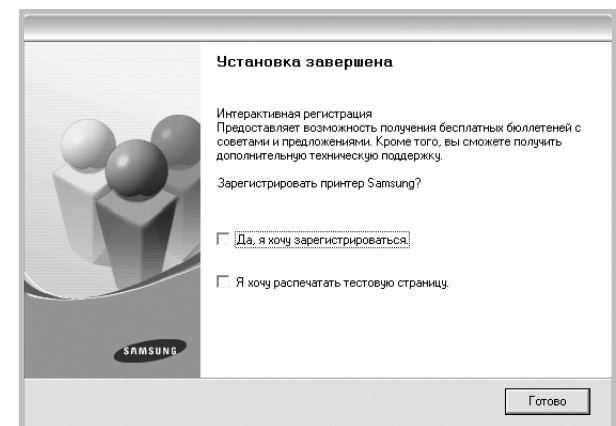 Установка завершена
Интерактивная регистрация
Предоставляет возможность получения бесплатных бюллетеней с
советами и предложениями. Кроме того, вы сможете получить
дополнительную техническую поддержку.
Зарегистрировать принтер Samsung?
Да, я хочу зарегистрироваться.
Я хочу распечатать тестовую страницу.
SAMSUNG
Готово